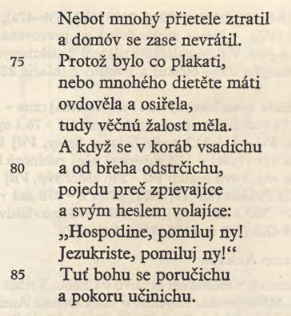 Neboť mnohý přietele ztratil
a domóv se zase nevrátil.
75 Protož bylo co plakati,
nebo mnohého dietěte máti
ovdověla a osiřela,
tudy věčnú žalost měla.
A když se v koráb vsadichu
80 a od břeha odstrčichu,
pojedu preč zpievajíce
a svým heslem volajíce:
„Hospodine, pomiluj ny!
Jezukriste, pomiluj ny!“
85 Tuť bohu se poručichu
a pokoru učinichu.